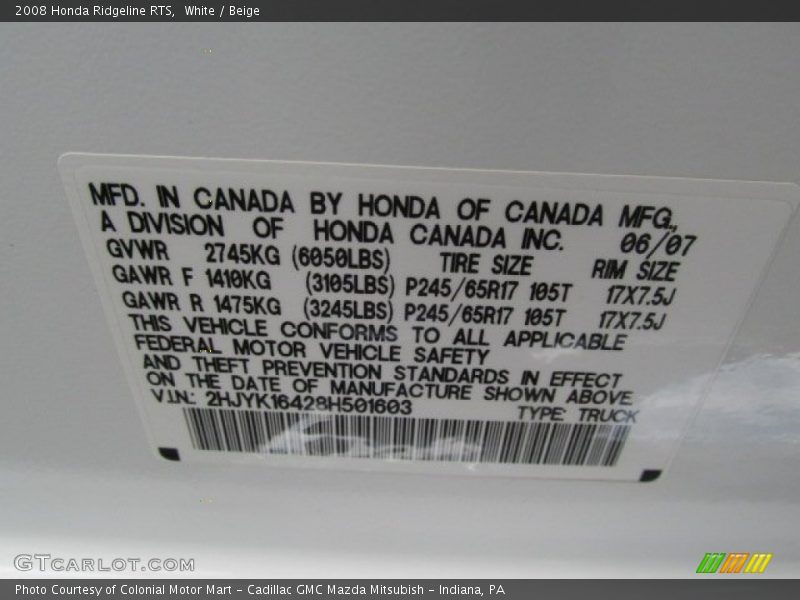 2008 Honda Ridgeline RTS,  White / Beige
MFD. IN CANADA BY HONDA OF CANADA MFG.,
A DIVISION OF HONDA CANADA INC. 06/07
GVWR 2745KG (6050LBS) TIRE SIZE RIM SIZE
GAWR F 1410KG (3105LBS) P245/65R17 105T 17X7.5J
GAWR R 1475KG (3245LBS) P245/65R17 105T 17X7.5J
THIS VEHICLE CONFORMS TO ALL APPLICABLE
FEDERAL MOTOR VEHICLE SAFETY
AND THEFT PREVENTION STANDARDS IN EFFECT
ON THE DATE OF MANUFACTURE SHOWN ABOVE
V.I.N.: 2HJYK16428H501603 TYPE: TRUCK
GTCARLOT.COM
Photo Courtesy of Colonial Motor Mart - Cadillac GMC Mazda Mitsubish - Indiana, PA